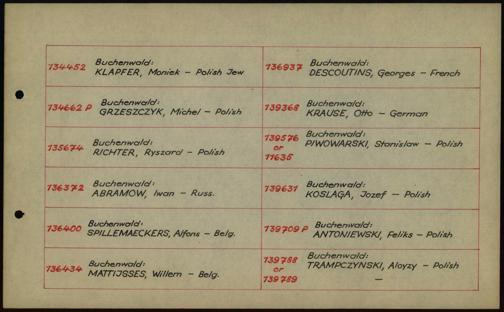 134452 Buchenwald:
KLAPFER, Moniek – Polish Jew
134662 P Buchenwald:
GRZESZCZYK, Michel – Polish
135674 Buchenwald:
RICHTER, Ryszard – Polish
136372 Buchenwald:
ABRAMOW, Iwan – Russ.
136400 Buchenwald:
SPILLEMAECKERS, Alfons – Belg.
136434 Buchenwald:
MATTIJSSES, Willem – Belg.
136937 Buchenwald:
DESCOUTINS, Georges – French
139368 Buchenwald:
KRAUSE, Otto – German
139576 or 11635 Buchenwald:
PIWOWARSKI, Stanislaw – Polish
139631 Buchenwald:
KOSLAGA, Jozef – Polish
139709 P Buchenwald:
ANTONIEWSKI, Feliks – Polish
139788 or 139789 Buchenwald:
TRAMPCZYNSKI, Aloyzy – Polish
—